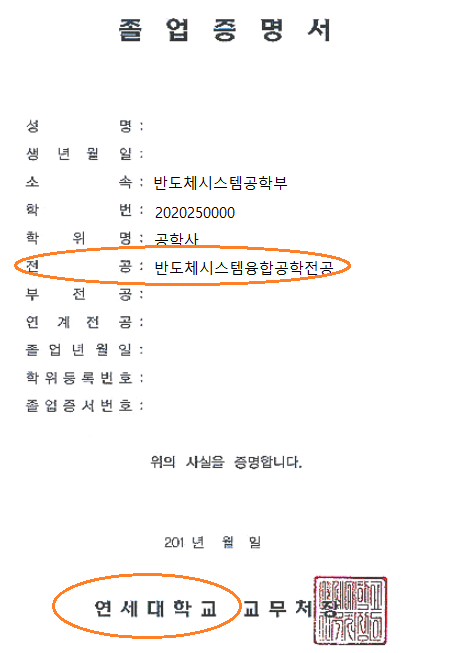 졸 업 증 명 서
성 명 :
생 년 월 일 :
소 속 : 반도체시스템공학부
학 번 : 2020250000
학 위 명 : 공학사
전 공 : 반도체시스템융합공학전공
부 전 공 :
연 계 전 공 :
졸 업 년 월 일 :
학 위 등 록 번 호 :
졸 업 증 서 번 호 :
위의 사실을 증명합니다.
201 년 월 일
연 세 대 학 교 교 무 처 장